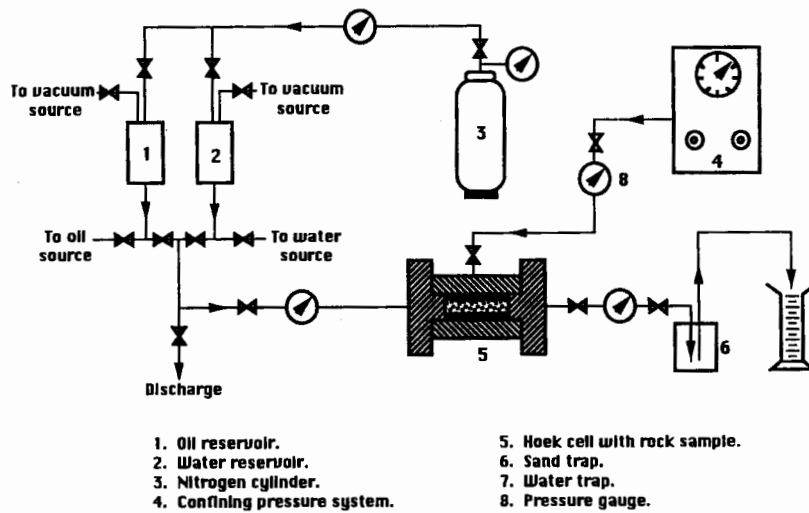 To vacuum
source
To vacuum
source
1
2
3
4
8
To oil
source
To water
source
5
6
Discharge
1. Oil reservoir.
2. Water reservoir.
3. Nitrogen cylinder.
4. Confining pressure system.
5. Hoek cell with rock sample.
6. Sand trap.
7. Water trap.
8. Pressure gauge.